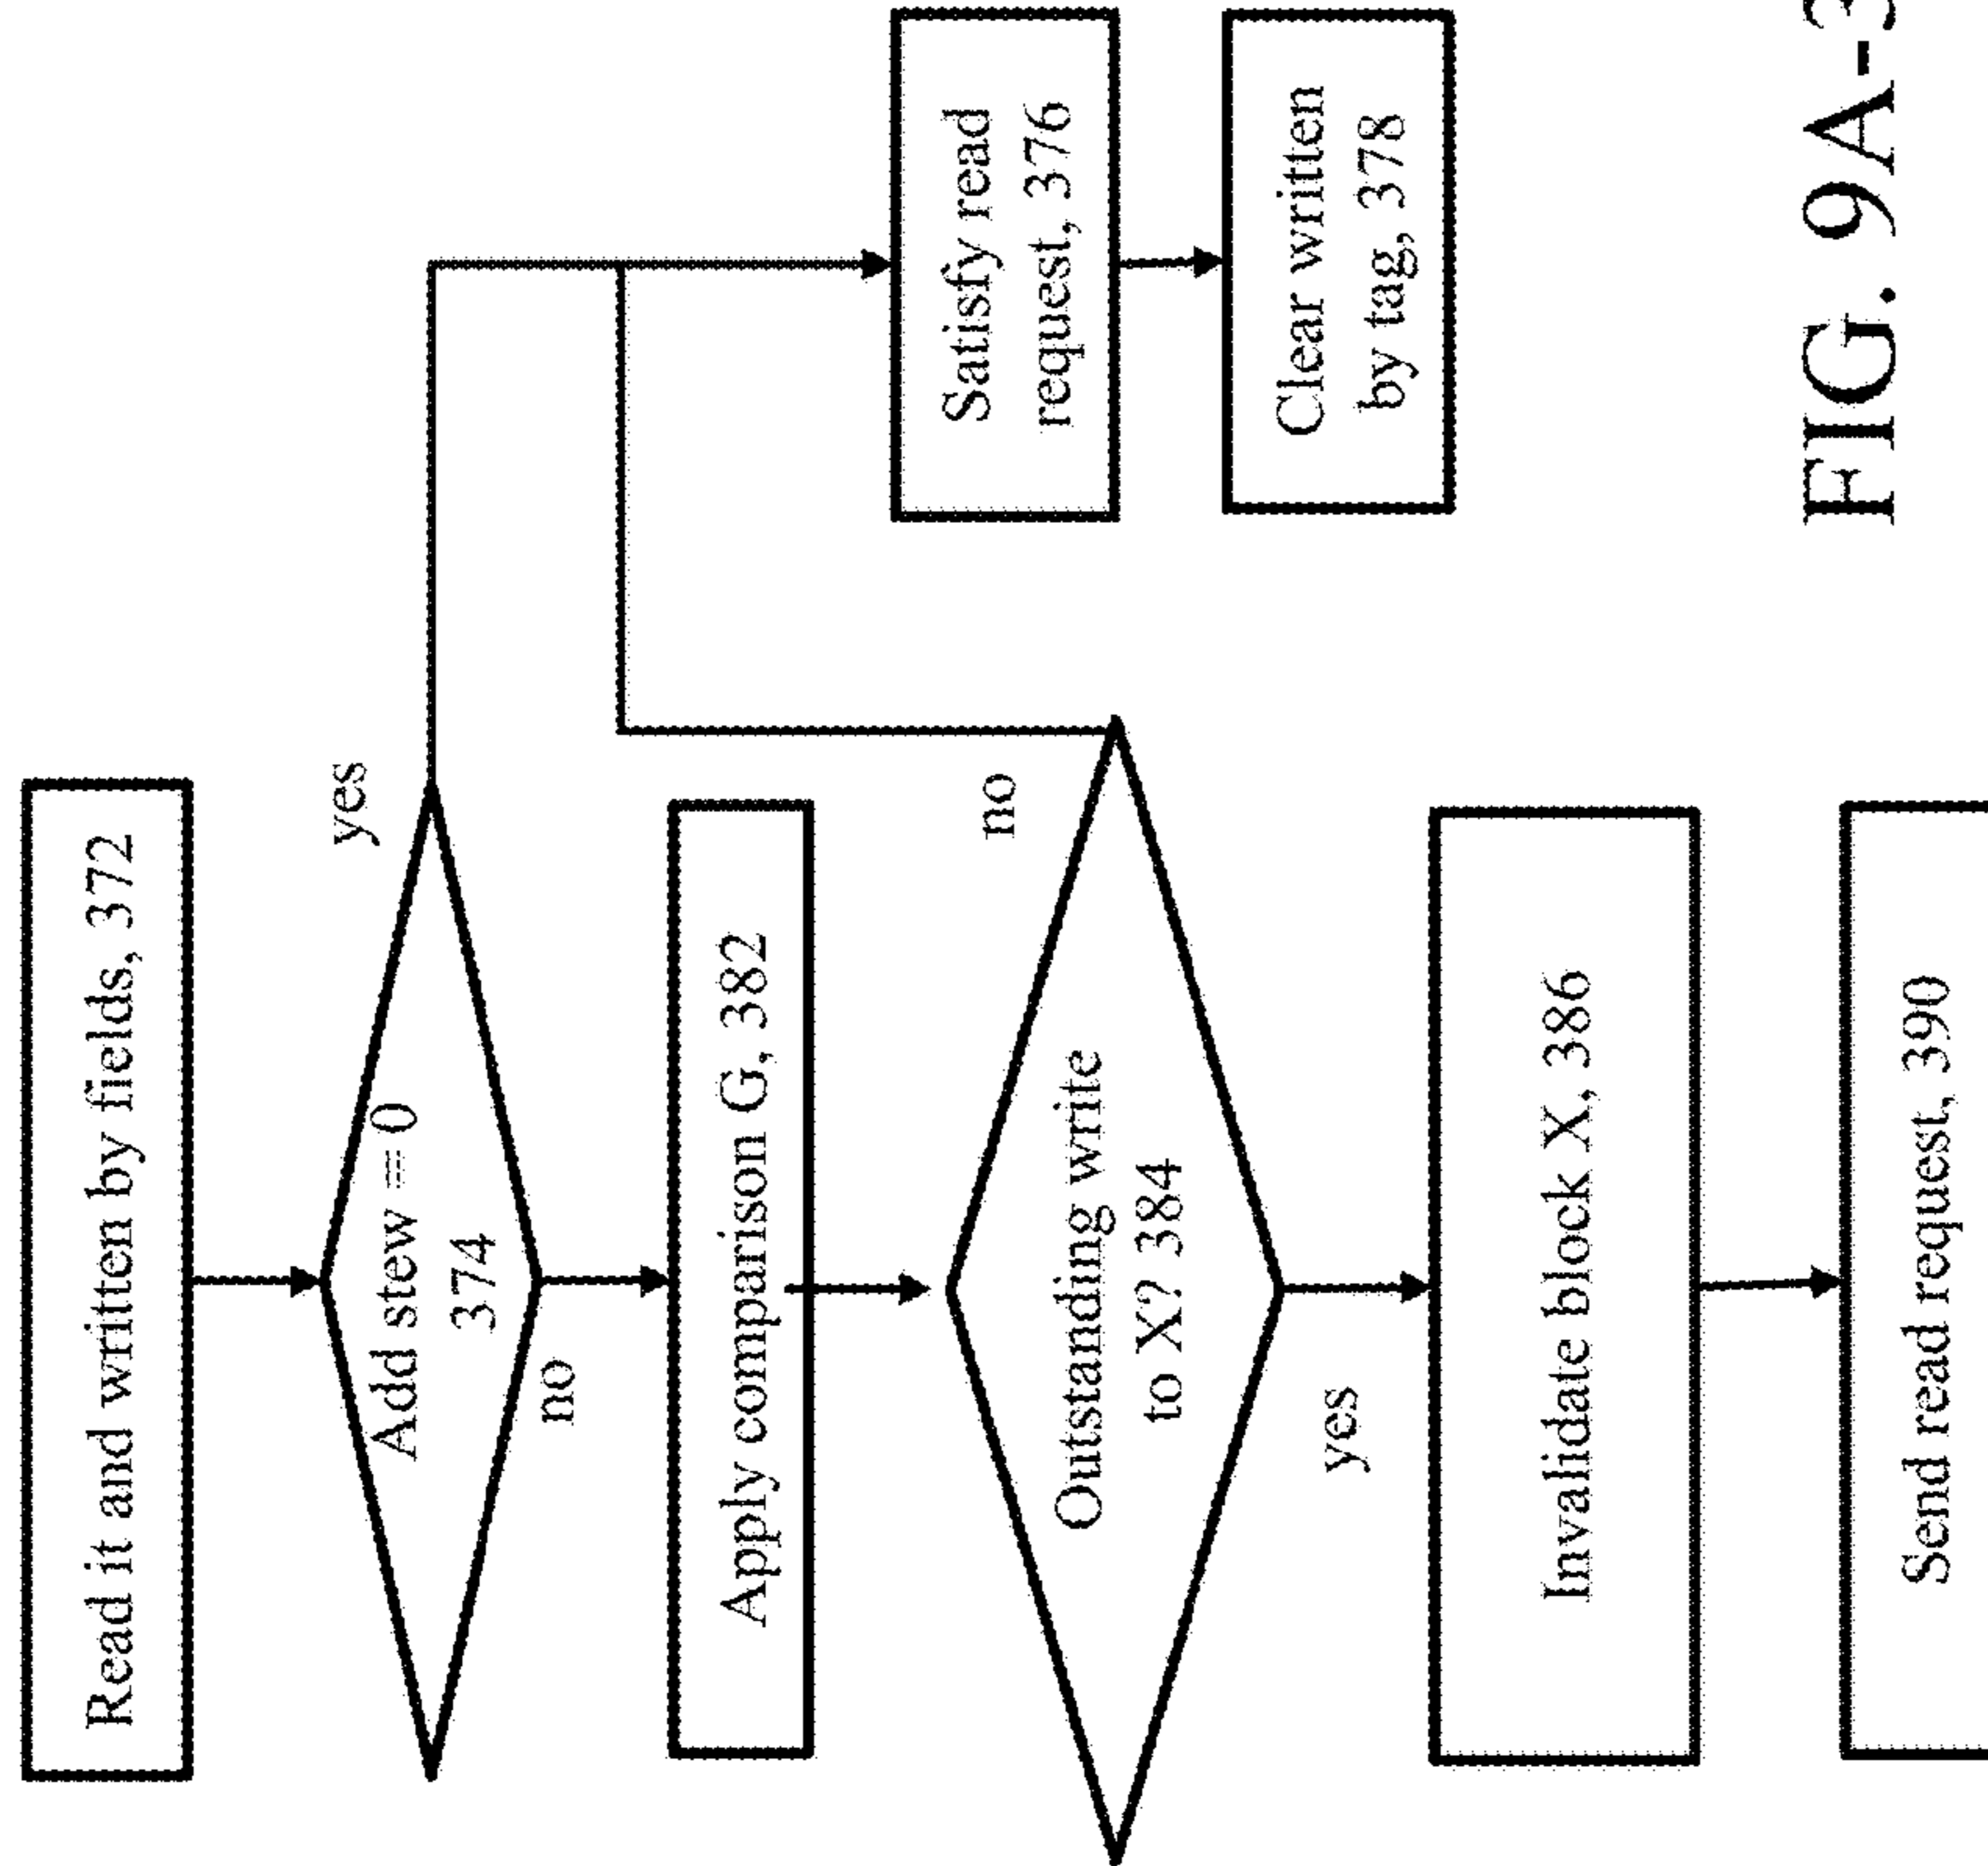 Read it and written by fields, 372
yes
Add stew = 0
374
no
Apply comparison G, 382
no
Outstanding write
to X? 384
yes
Satisfy read
request, 376
Clear written
by tag, 378
Invalidate block X, 386
Send read request, 390
FIG. 9A-3